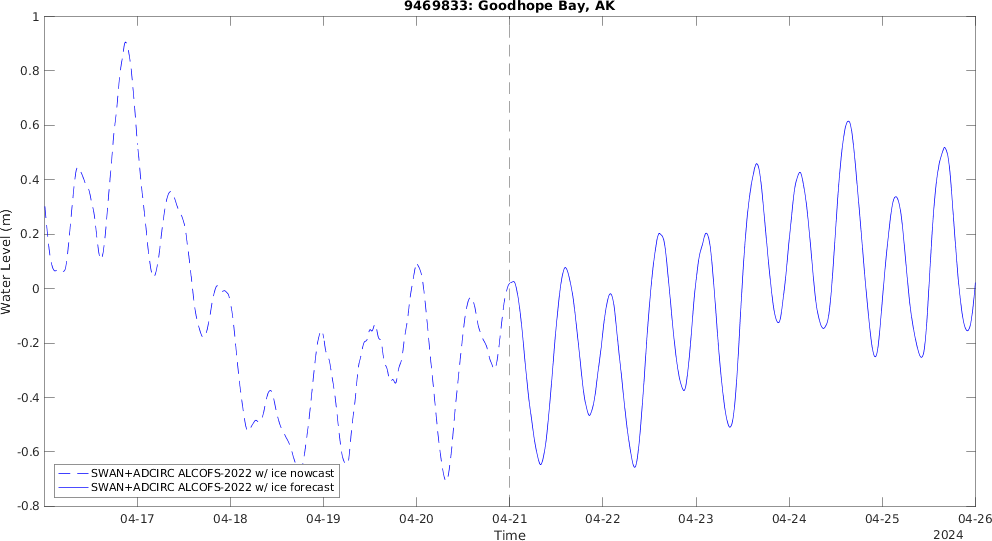 9469833: Goodhope Bay, AK
1
0.8
0.6
0.4
0.2
0
-0.2
-0.4
-0.6
-0.8
Water Level (m)
SWAN+ADCIRC ALCOFS-2022 w/ ice nowcast
SWAN+ADCIRC ALCOFS-2022 w/ ice forecast
04-17 04-18 04-19 04-20 04-21 04-22 04-23 04-24 04-25 04-26
Time
2024